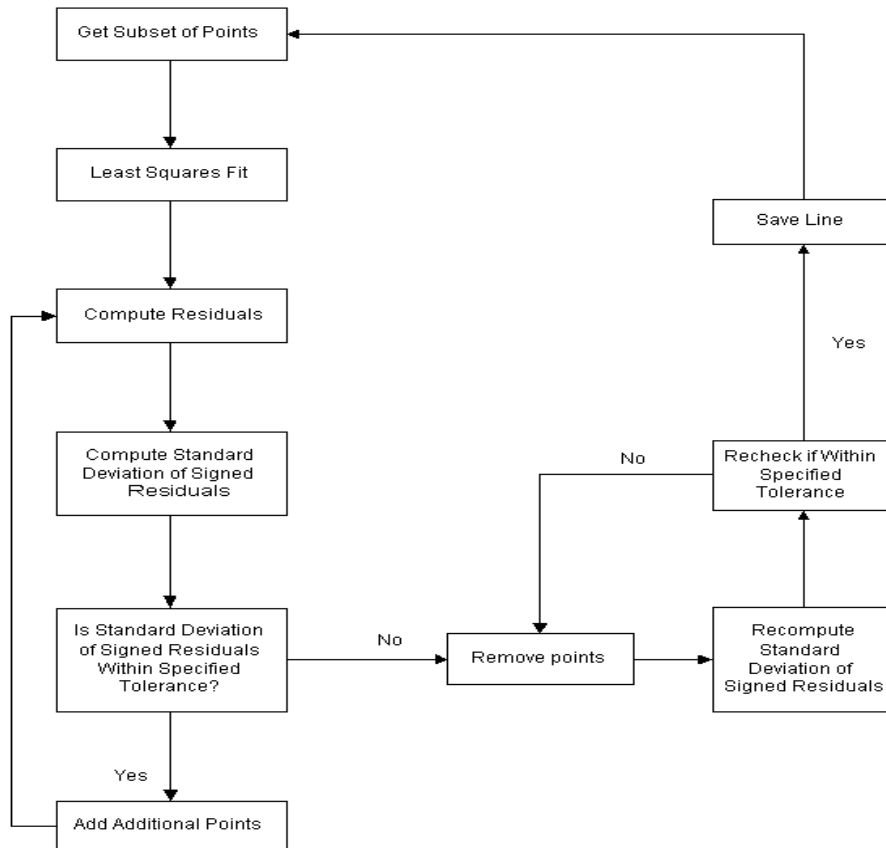 Get Subset of Points
Least Squares Fit
Compute Residuals
Compute Standard
Deviation of Signed
Residuals
Is Standard Deviation
of Signed Residuals
Within Specified
Tolerance?
Yes
Add Additional Points
No
Remove points
Recompute
Standard
Deviation of
Signed Residuals
Recheck if Within
Specified
Tolerance
No
Yes
Save Line